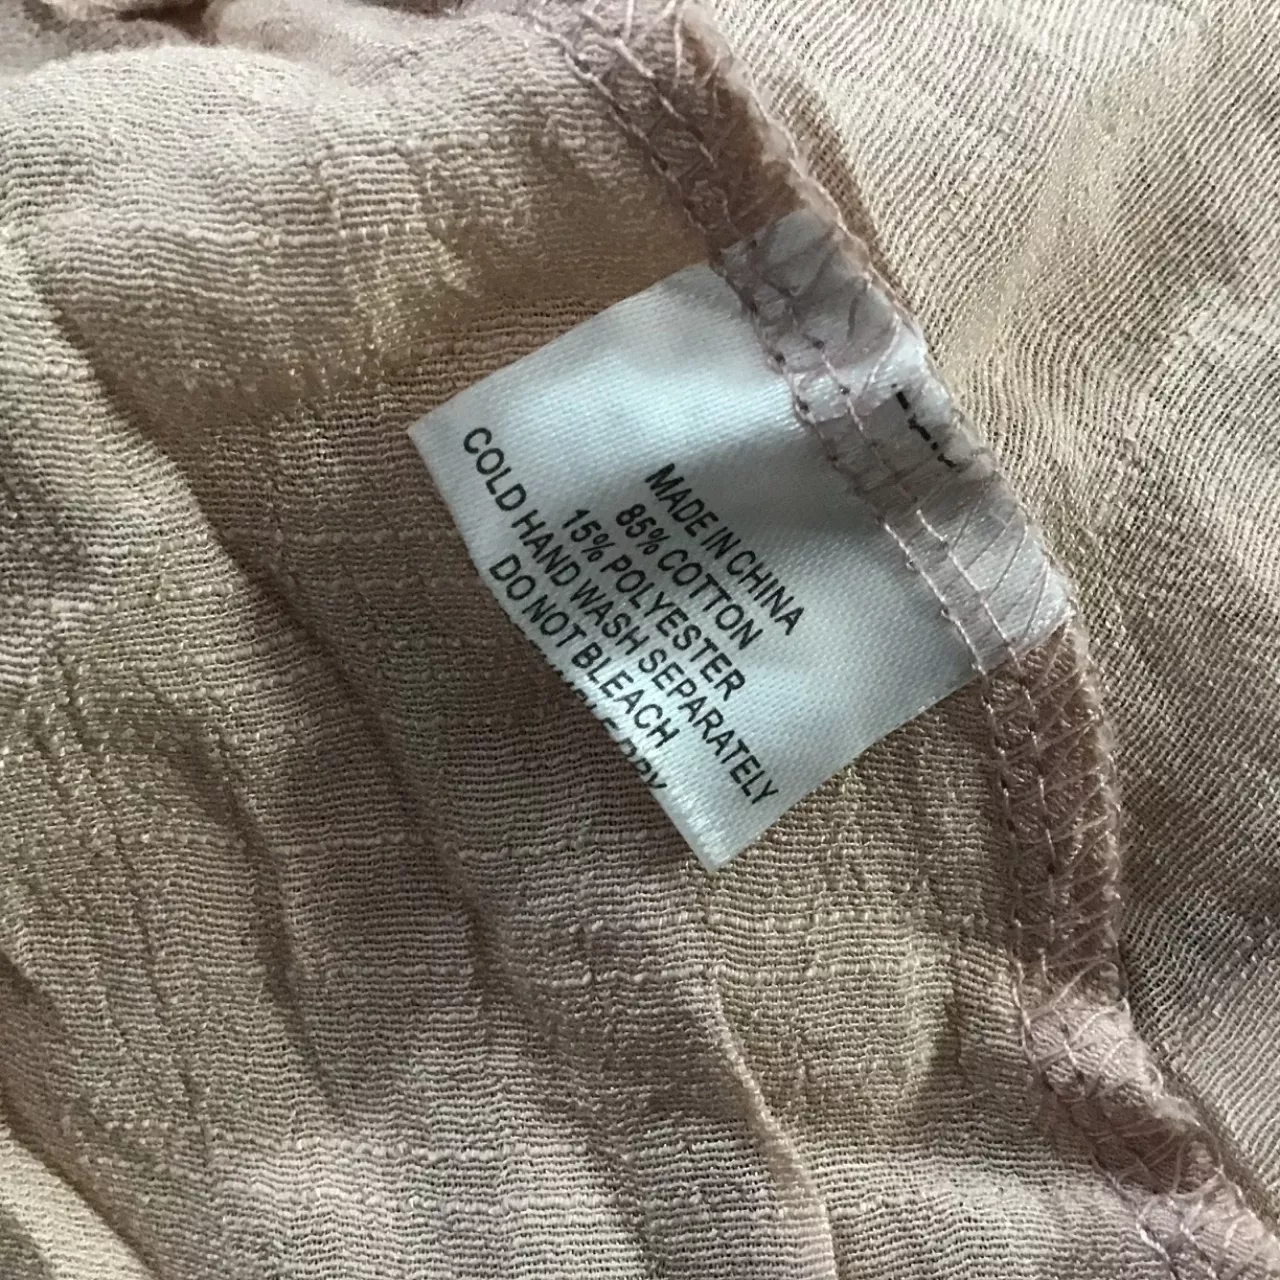 MADE IN CHINA
85% COTTON
15% POLYESTER
COLD HAND WASH SEPARATELY
DO NOT BLEACH